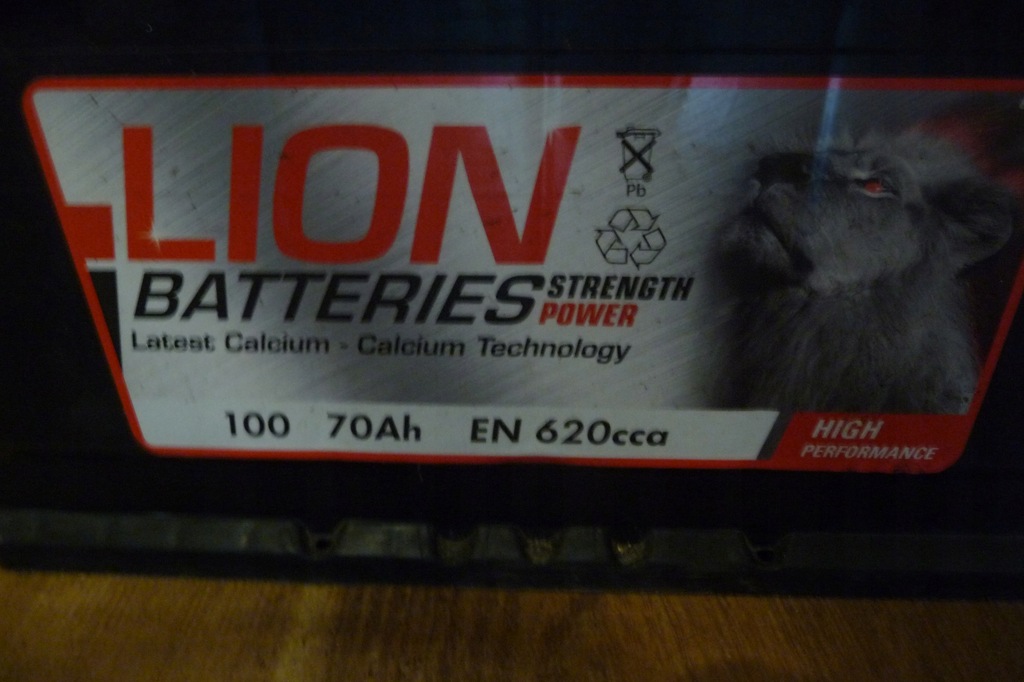 LION
Pb
BATTERIES STRENGTH
POWER
Latest Calcium - Calcium Technology
100 70Ah EN 620cca
HIGH
PERFORMANCE